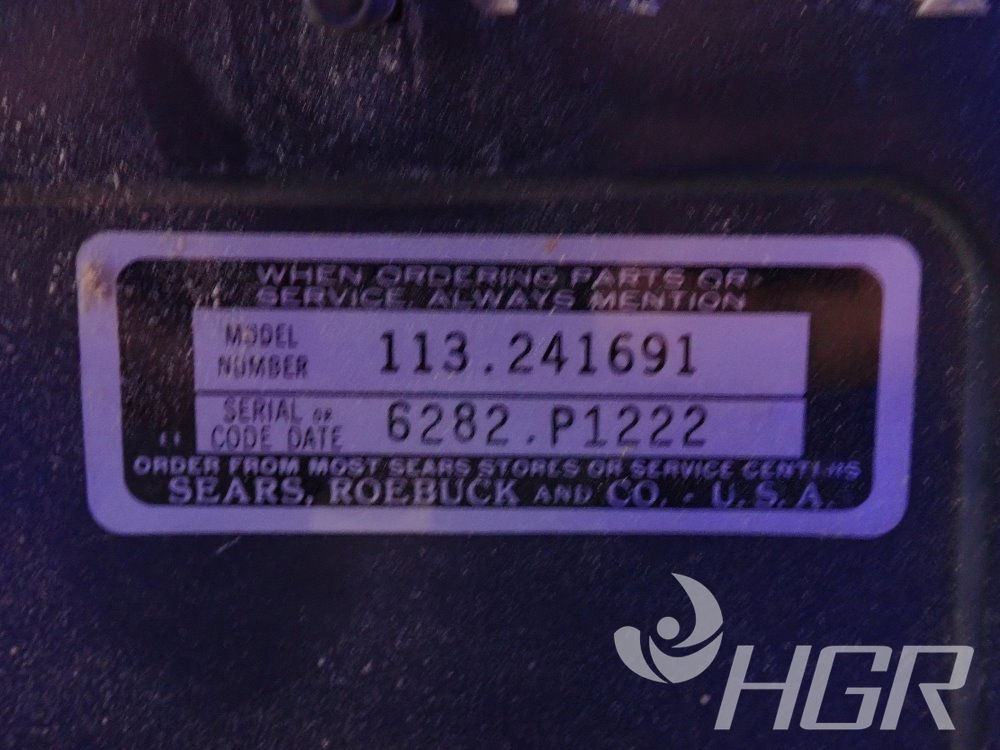 WHEN ORDERING PARTS OR
SERVICE, ALWAYS MENTION
MODEL NUMBER 113.241691
SERIAL OR CODE DATE 6282.P1222
ORDER FROM MOST SEARS STORES OR SERVICE CENTERS
SEARS, ROEBUCK AND CO. - U.S.A.
HGR